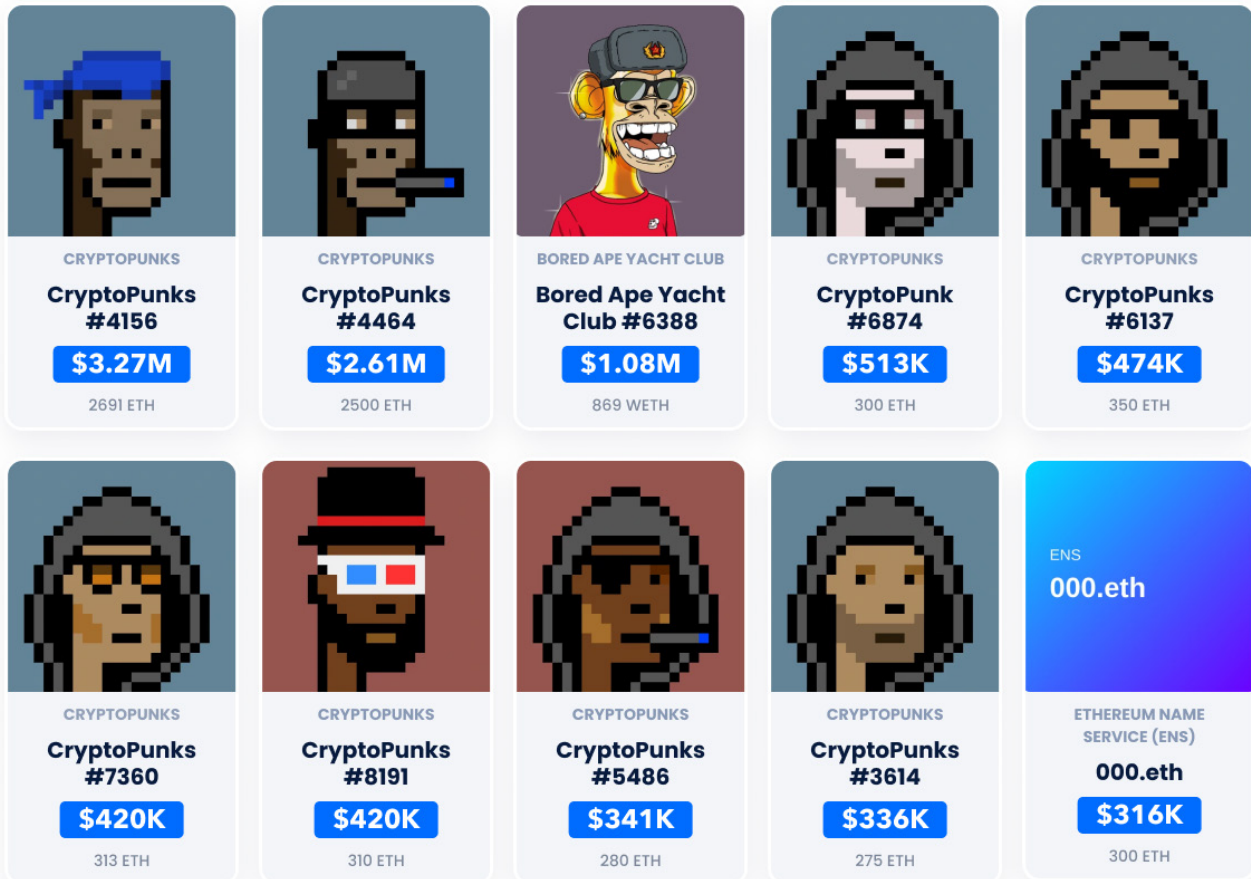 CRYPTOPUNKS
CryptoPunks
#4156
$3.27M
2691 ETH
CRYPTOPUNKS
CryptoPunks
#4464
$2.61M
2500 ETH
BORED APE YACHT CLUB
Bored Ape Yacht
Club #6388
$1.08M
869 WETH
CRYPTOPUNKS
CryptoPunk
#6874
$513K
300 ETH
CRYPTOPUNKS
CryptoPunks
#6137
$474K
350 ETH
CRYPTOPUNKS
CryptoPunks
#7360
$420K
313 ETH
CRYPTOPUNKS
CryptoPunks
#8191
$420K
310 ETH
CRYPTOPUNKS
CryptoPunks
#5486
$341K
280 ETH
CRYPTOPUNKS
CryptoPunks
#3614
$336K
275 ETH
ENS
000.eth
ETHEREUM NAME
SERVICE (ENS)
000.eth
$316K
300 ETH